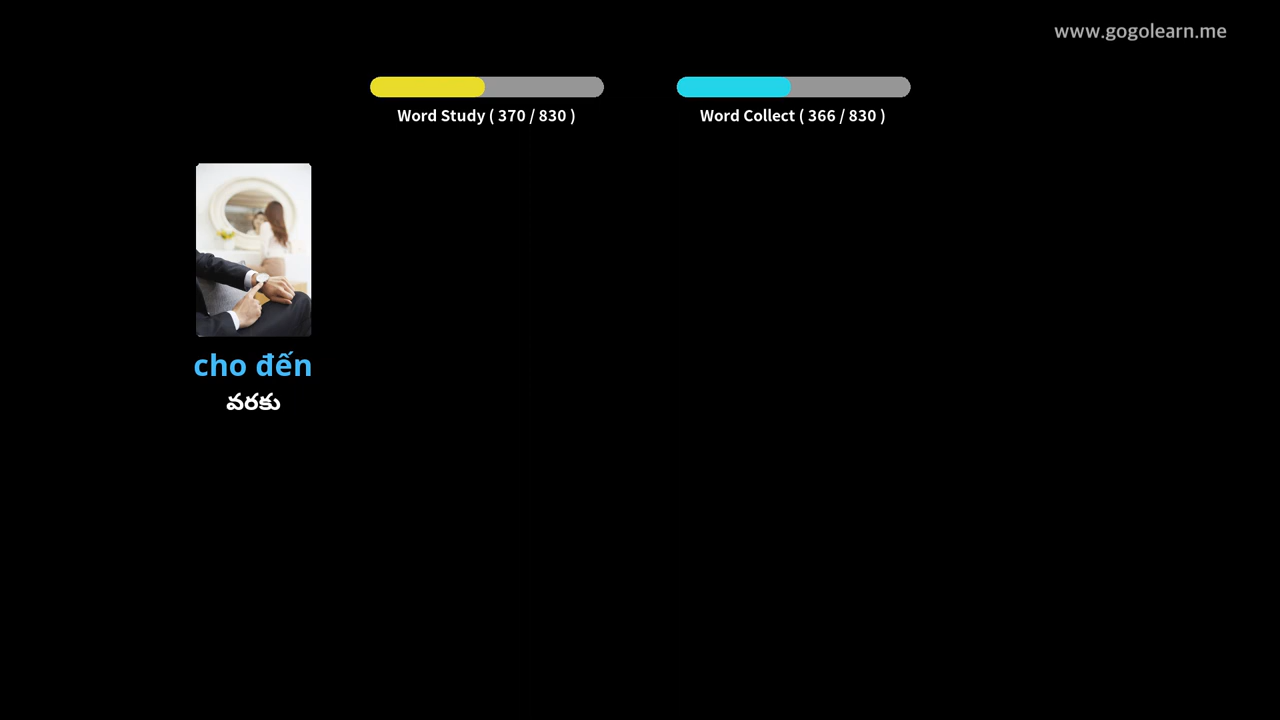 www.gogolearn.me
Word Study ( 370 / 830 )
Word Collect ( 366 / 830 )
cho đến
వరకు